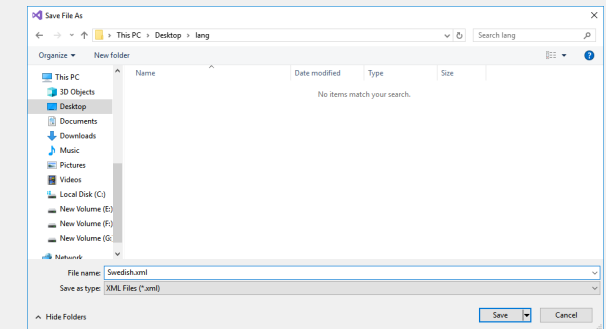 Save File As
This PC › Desktop › lang
Search lang
Organize
New folder
Name Date modified Type Size
No items match your search.
This PC
3D Objects
Desktop
Documents
Downloads
Music
Pictures
Videos
Local Disk (C:)
New Volume (E:)
New Volume (F:)
New Volume (G:
Network
File name: Swedish.xml
Save as type: XML Files (*.xml)
Hide Folders
Save
Cancel